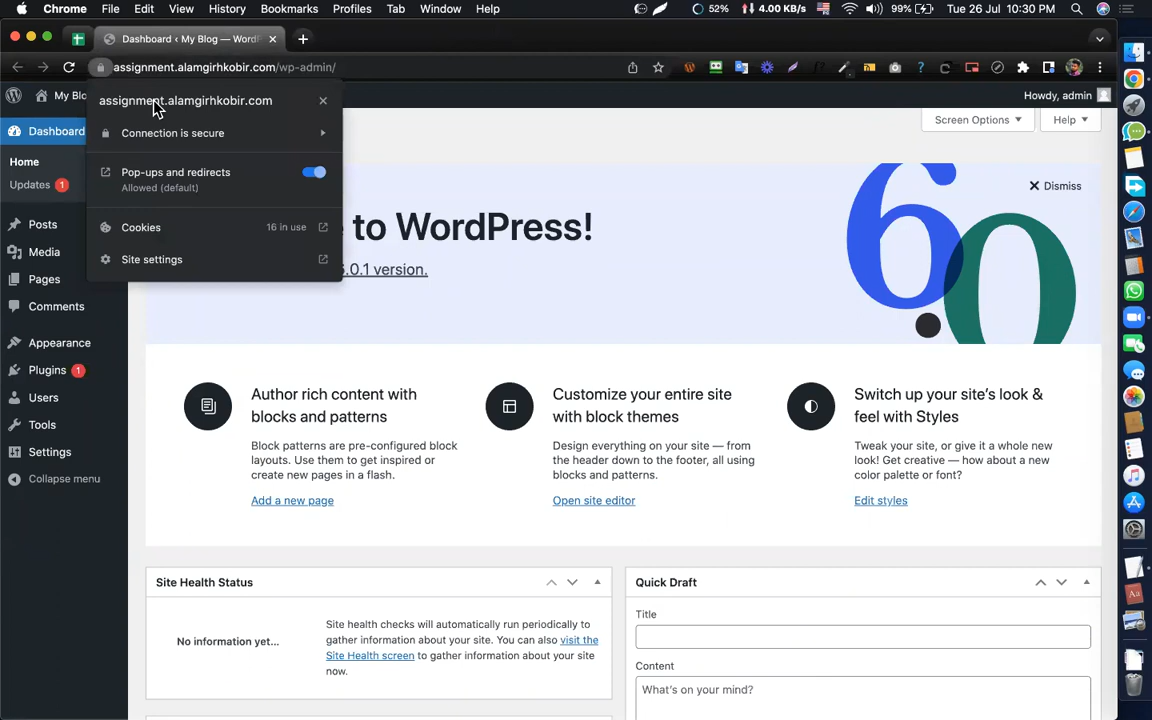 Chrome File Edit View History Bookmarks Profiles Tab Window Help 52% 4.00 KB/s 99% Tue 26 Jul 10:30 PM
Dashboard ‹ My Blog — WordP
assignment.alamgirhkobir.com/wp-admin/
My Blo
Howdy, admin
assignment.alamgirhkobir.com
Connection is secure
Pop-ups and redirects
Allowed (default)
Cookies 16 in use
Site settings
Dashboard
Home
Updates 1
Posts
Media
Pages
Comments
Appearance
Plugins 1
Users
Tools
Settings
Collapse menu
Screen Options
Help
Dismiss
to WordPress!
6.0.1 version.
60
Author rich content with
blocks and patterns
Block patterns are pre-configured block
layouts. Use them to get inspired or
create new pages in a flash.
Add a new page
Customize your entire site
with block themes
Design everything on your site — from
the header down to the footer, all using
blocks and patterns.
Open site editor
Switch up your site's look &
feel with Styles
Tweak your site, or give it a whole new
look! Get creative — how about a new
color palette or font?
Edit styles
Site Health Status
No information yet...
Site health checks will automatically run periodically to
gather information about your site. You can also visit the
Site Health screen to gather information about your site
now.
Quick Draft
Title
Content
What's on your mind?